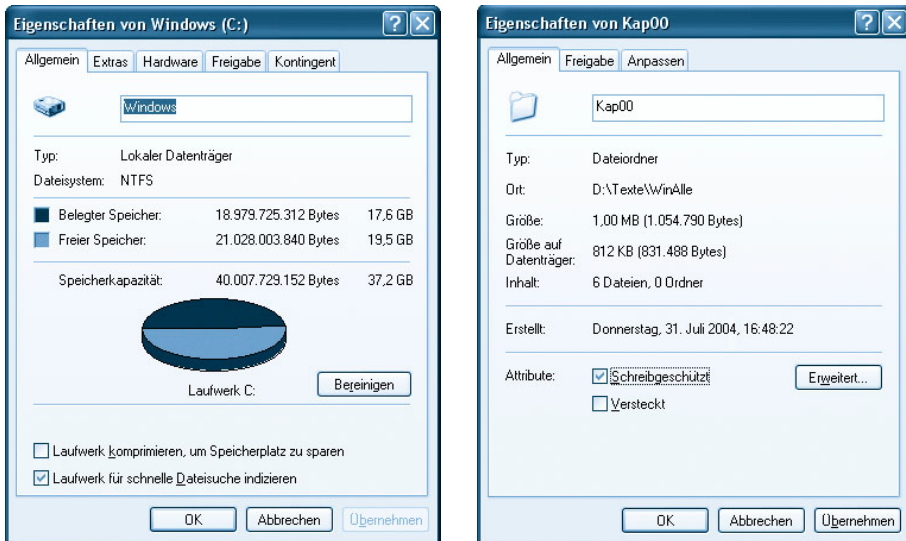 Eigenschaften von Windows (C:)
Allgemein Extras Hardware Freigabe Kontingent
Windows
Typ: Lokaler Datenträger
Dateisystem: NTFS
Belegter Speicher: 18.979.725.312 Bytes 17,6 GB
Freier Speicher: 21.028.003.840 Bytes 19,5 GB
Speicherkapazität: 40.007.729.152 Bytes 37,2 GB
Laufwerk C:
Bereinigen
Laufwerk komprimieren, um Speicherplatz zu sparen
Laufwerk für schnelle Dateisuche indizieren
OK Abbrechen Übernehmen
Eigenschaften von Kap00
Allgemein Freigabe Anpassen
Kap00
Typ: Dateiordner
Ort: D:\Texte\WinAlle
Größe: 1,00 MB (1.054.790 Bytes)
Größe auf
Datenträger: 812 KB (831.488 Bytes)
Inhalt: 6 Dateien, 0 Ordner
Erstellt: Donnerstag, 31. Juli 2004, 16:48:22
Attribute: Schreibgeschützt Erweitert...
Versteckt
OK Abbrechen Übernehmen